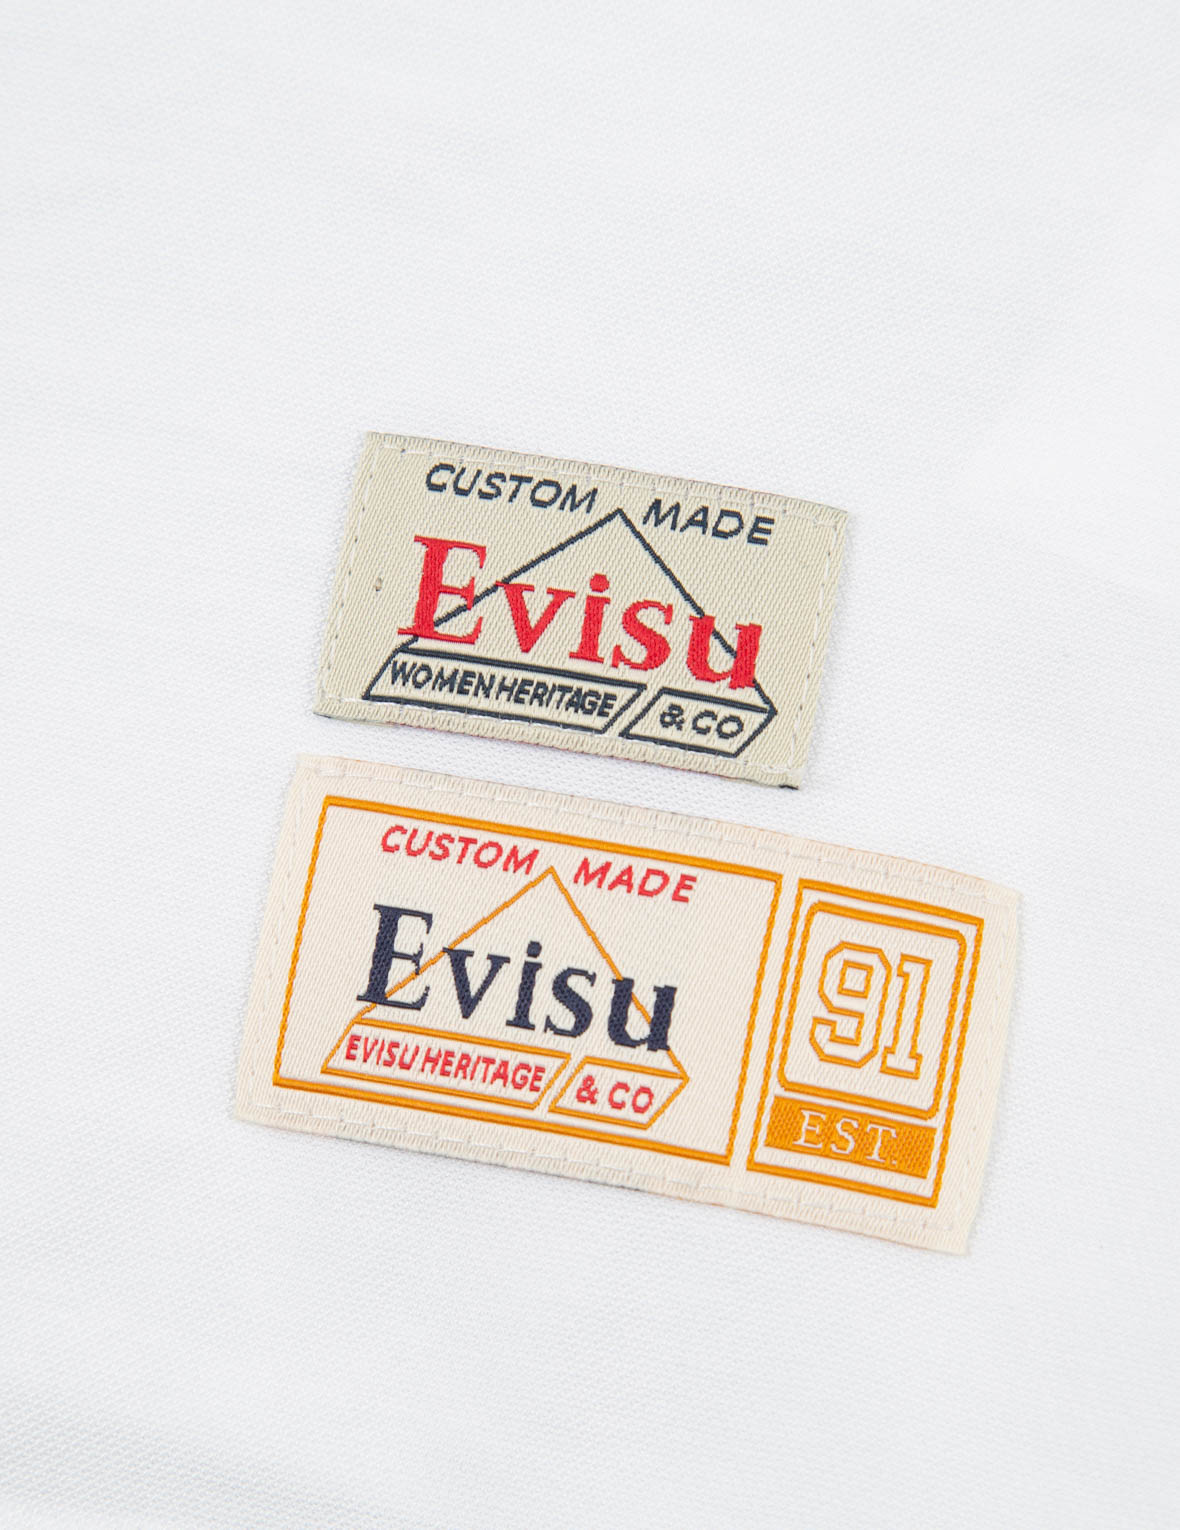 CUSTOM MADE
Evisu
WOMEN HERITAGE & CO
CUSTOM MADE
Evisu
EVISU HERITAGE & CO
91
EST.